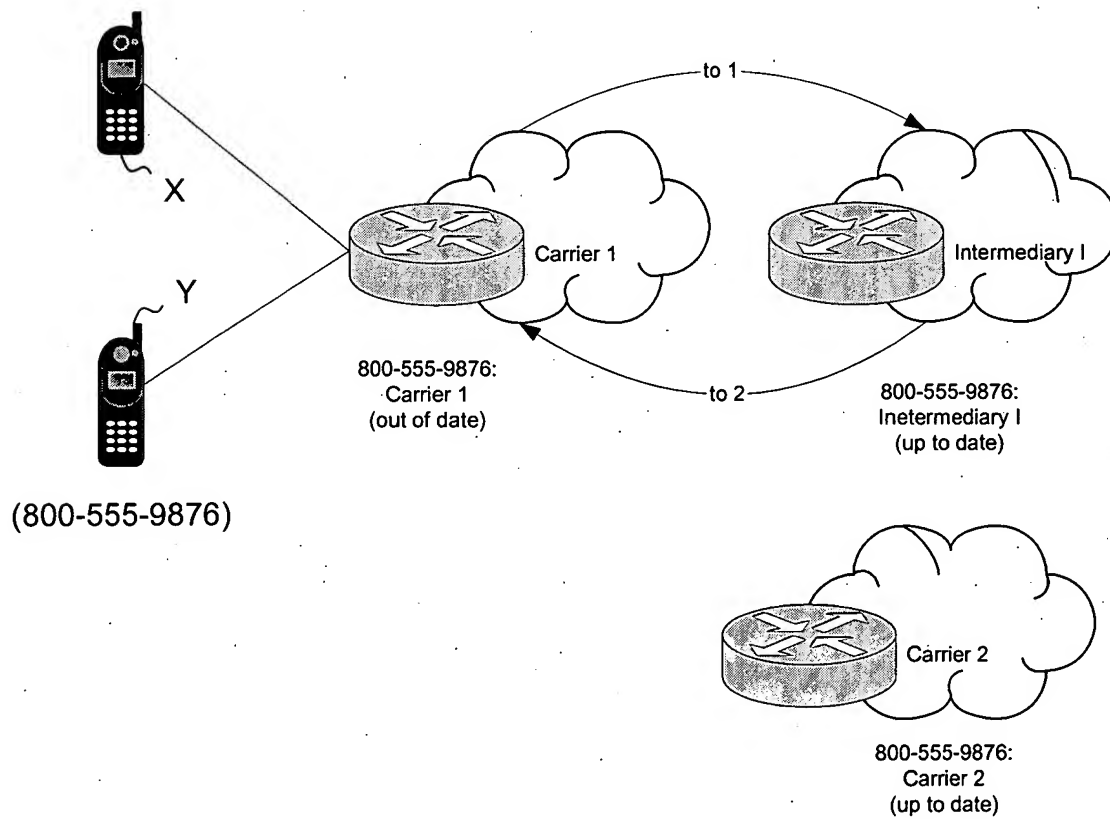 to 1
X
Carrier 1
Intermediary I
Y
800-555-9876:
Carrier 1
(out of date)
to 2
800-555-9876:
Inetermediary I
(up to date)
(800-555-9876)
Carrier 2
800-555-9876:
Carrier 2
(up to date)